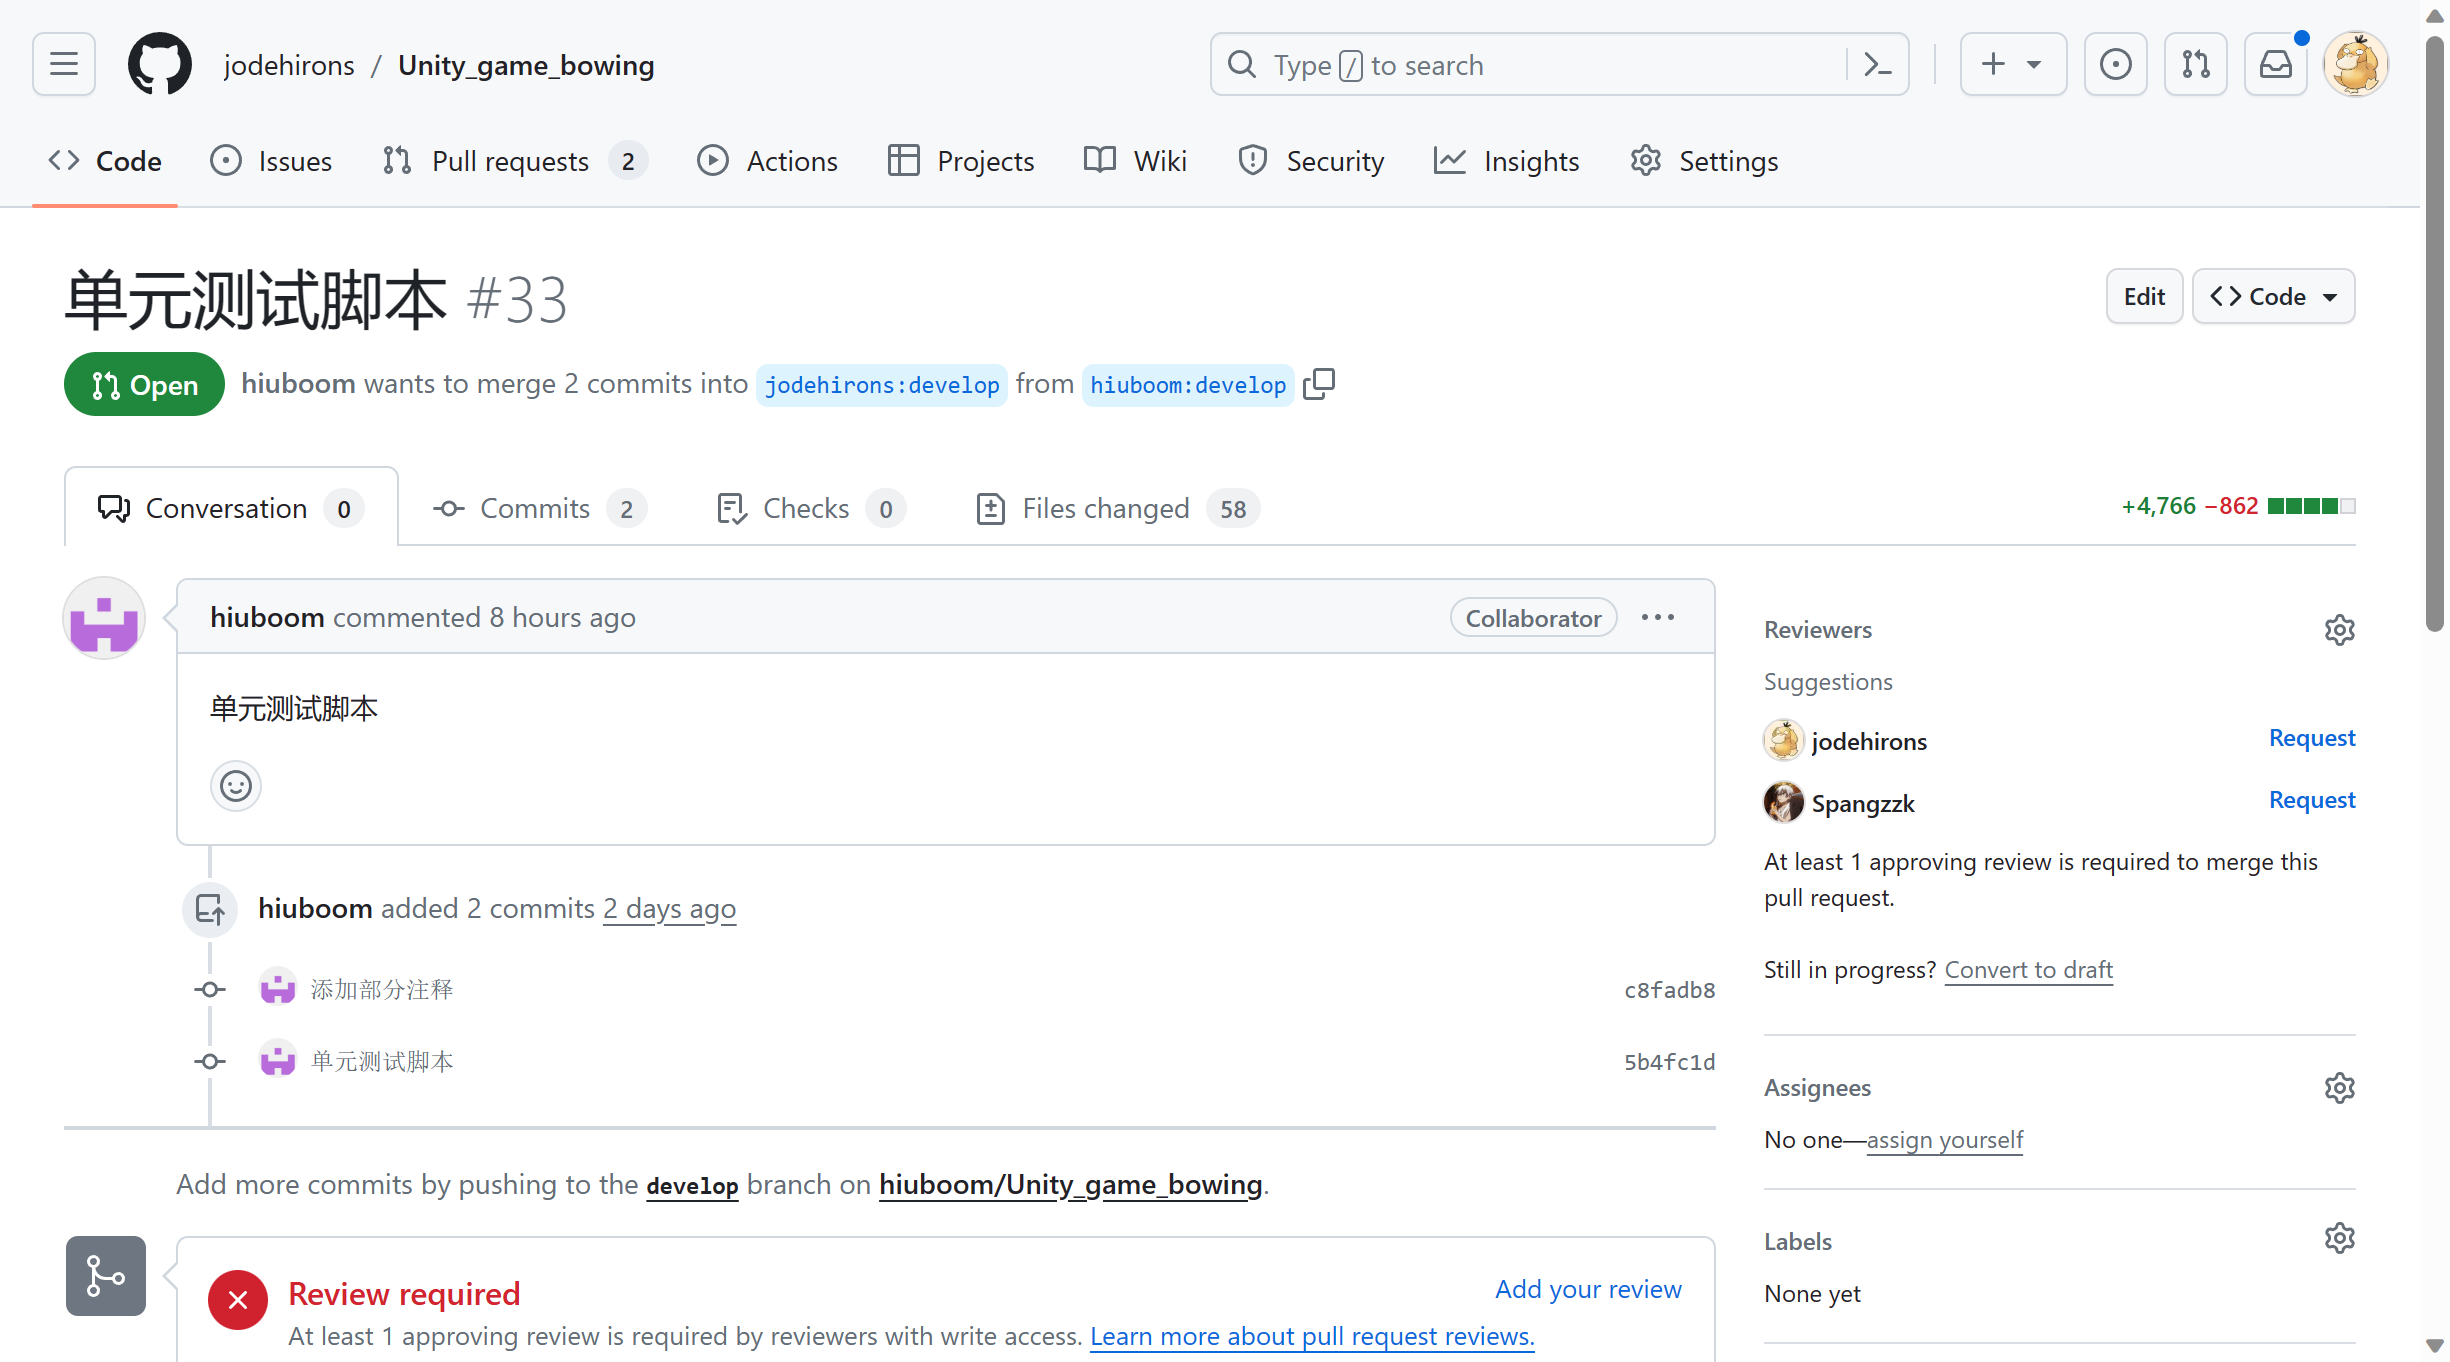 jodehirons / Unity_game_bowing
Type / to search
Code Issues Pull requests 2 Actions Projects Wiki Security Insights Settings
单元测试脚本 #33
Edit Code
Open hiuboom wants to merge 2 commits into jodehirons:develop from hiuboom:develop
Conversation 0 Commits 2 Checks 0 Files changed 58
+4,766 −862
hiuboom commented 8 hours ago
Collaborator
单元测试脚本
hiuboom added 2 commits 2 days ago
添加部分注释 c8fadb8
单元测试脚本 5b4fc1d
Add more commits by pushing to the develop branch on hiuboom/Unity_game_bowing.
Review required
Add your review
At least 1 approving review is required by reviewers with write access. Learn more about pull request reviews.
Reviewers
Suggestions
jodehirons Request
Spangzzk Request
At least 1 approving review is required to merge this
pull request.
Still in progress? Convert to draft
Assignees
No one—assign yourself
Labels
None yet